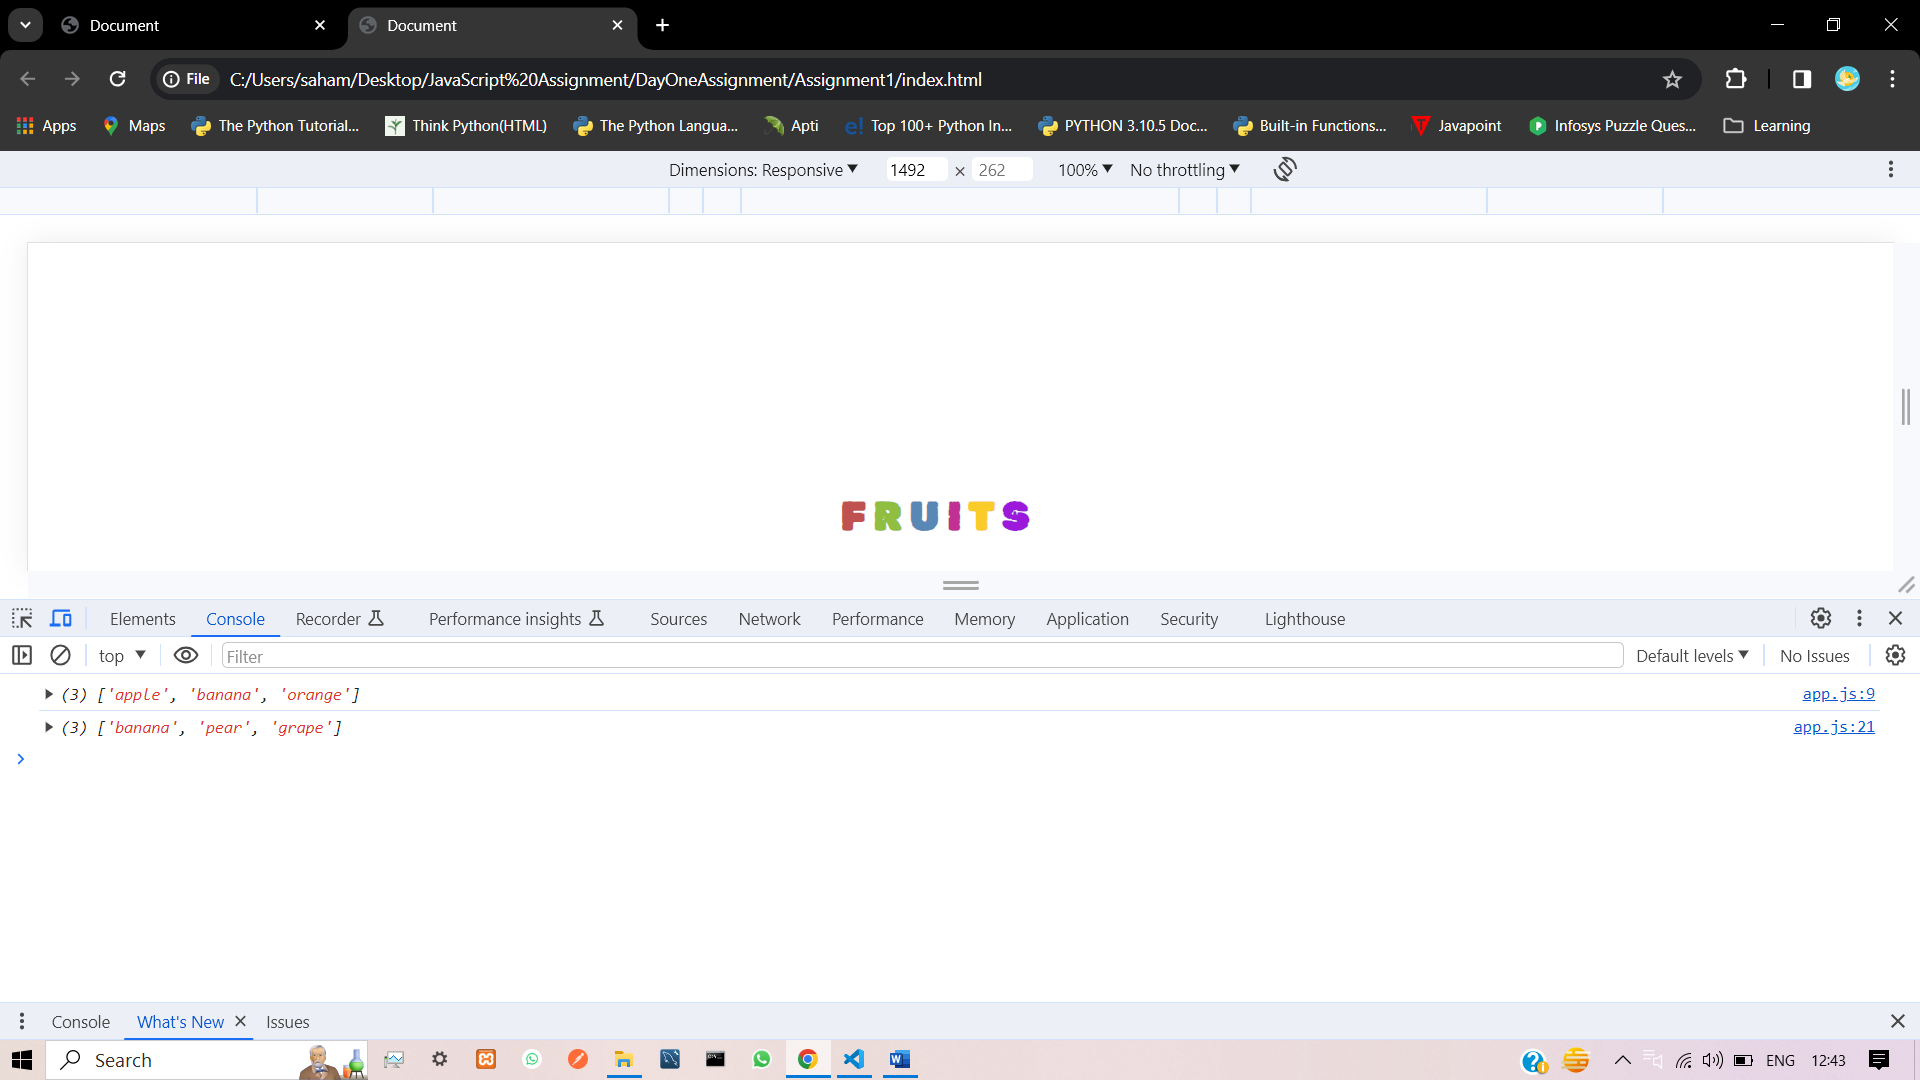 Document
Document
File
C:/Users/saham/Desktop/JavaScript%20Assignment/DayOneAssignment/Assignment1/index.html
Apps
Maps
The Python Tutorial...
Think Python(HTML)
The Python Langua...
Apti
Top 100+ Python In...
PYTHON 3.10.5 Doc...
Built-in Functions...
Javapoint
Infosys Puzzle Ques...
Learning
Dimensions: Responsive
1492 × 262
100%
No throttling
FRUITS
Elements
Console
Recorder
Performance insights
Sources
Network
Performance
Memory
Application
Security
Lighthouse
top
Filter
Default levels
No Issues
(3) ['apple', 'banana', 'orange']
app.js:9
(3) ['banana', 'pear', 'grape']
app.js:21
Console
What's New
Issues
Search
ENG
12:43